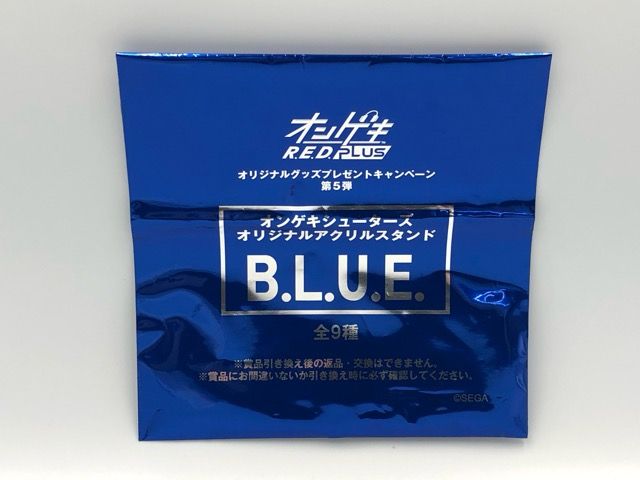 オンゲキ
R.E.D. PLUS
オリジナルグッズプレゼントキャンペーン
第5弾
オンゲキシューターズ
オリジナルアクリルスタンド
B.L.U.E.
全9種
※賞品引き換え後の返品・交換はできません。
※賞品にお間違いないか引き換え時に必ず確認してください。
©SEGA